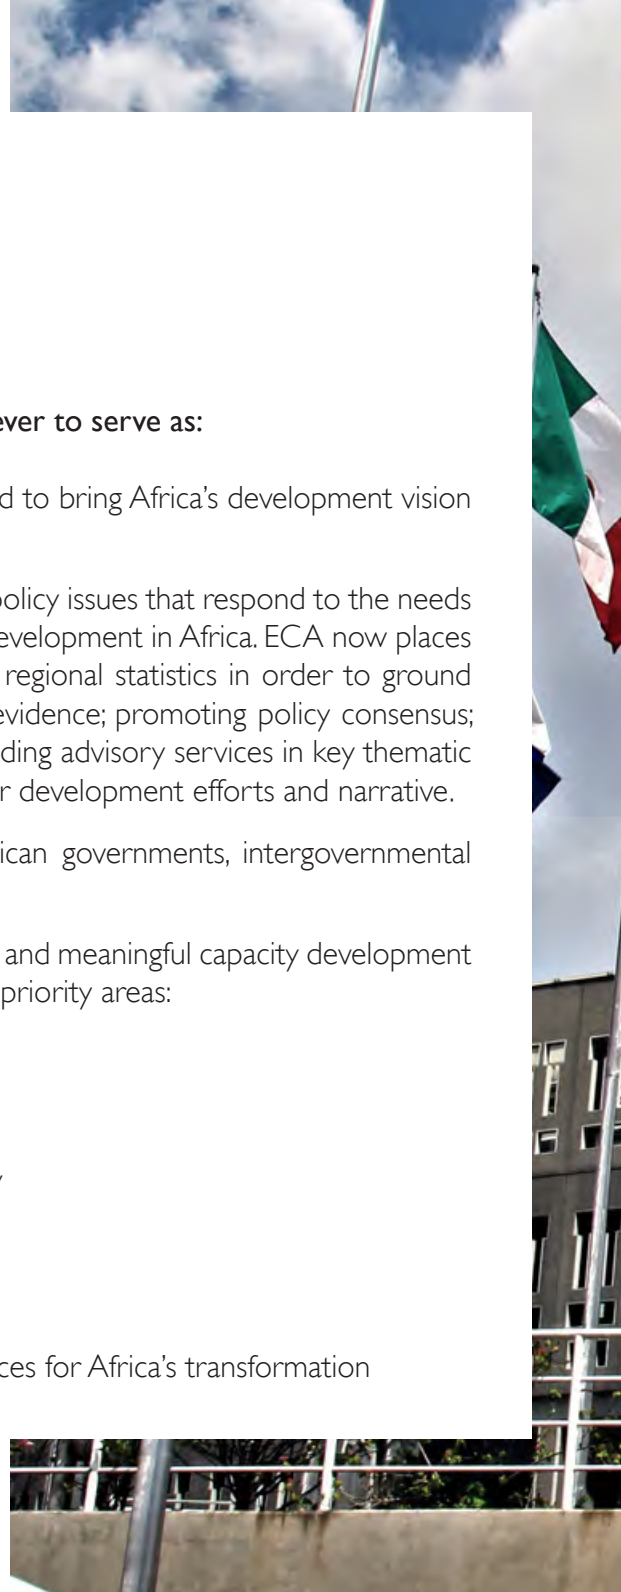 ever to serve as:
d to bring Africa's development vision
policy issues that respond to the needs
evelopment in Africa. ECA now places
regional statistics in order to ground
evidence; promoting policy consensus;
ding advisory services in key thematic
r development efforts and narrative.
ican governments, intergovernmental
and meaningful capacity development
priority areas:
y
ces for Africa's transformation